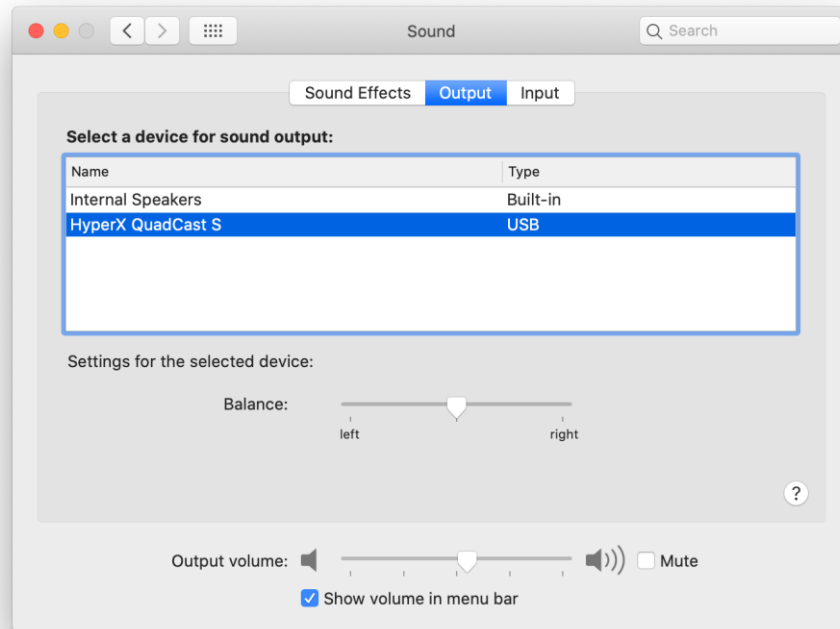 Sound
Search
Sound Effects Output Input
Select a device for sound output:
Name Type
Internal Speakers Built-in
HyperX QuadCast S USB
Settings for the selected device:
Balance:
left right
?
Output volume: Mute
Show volume in menu bar